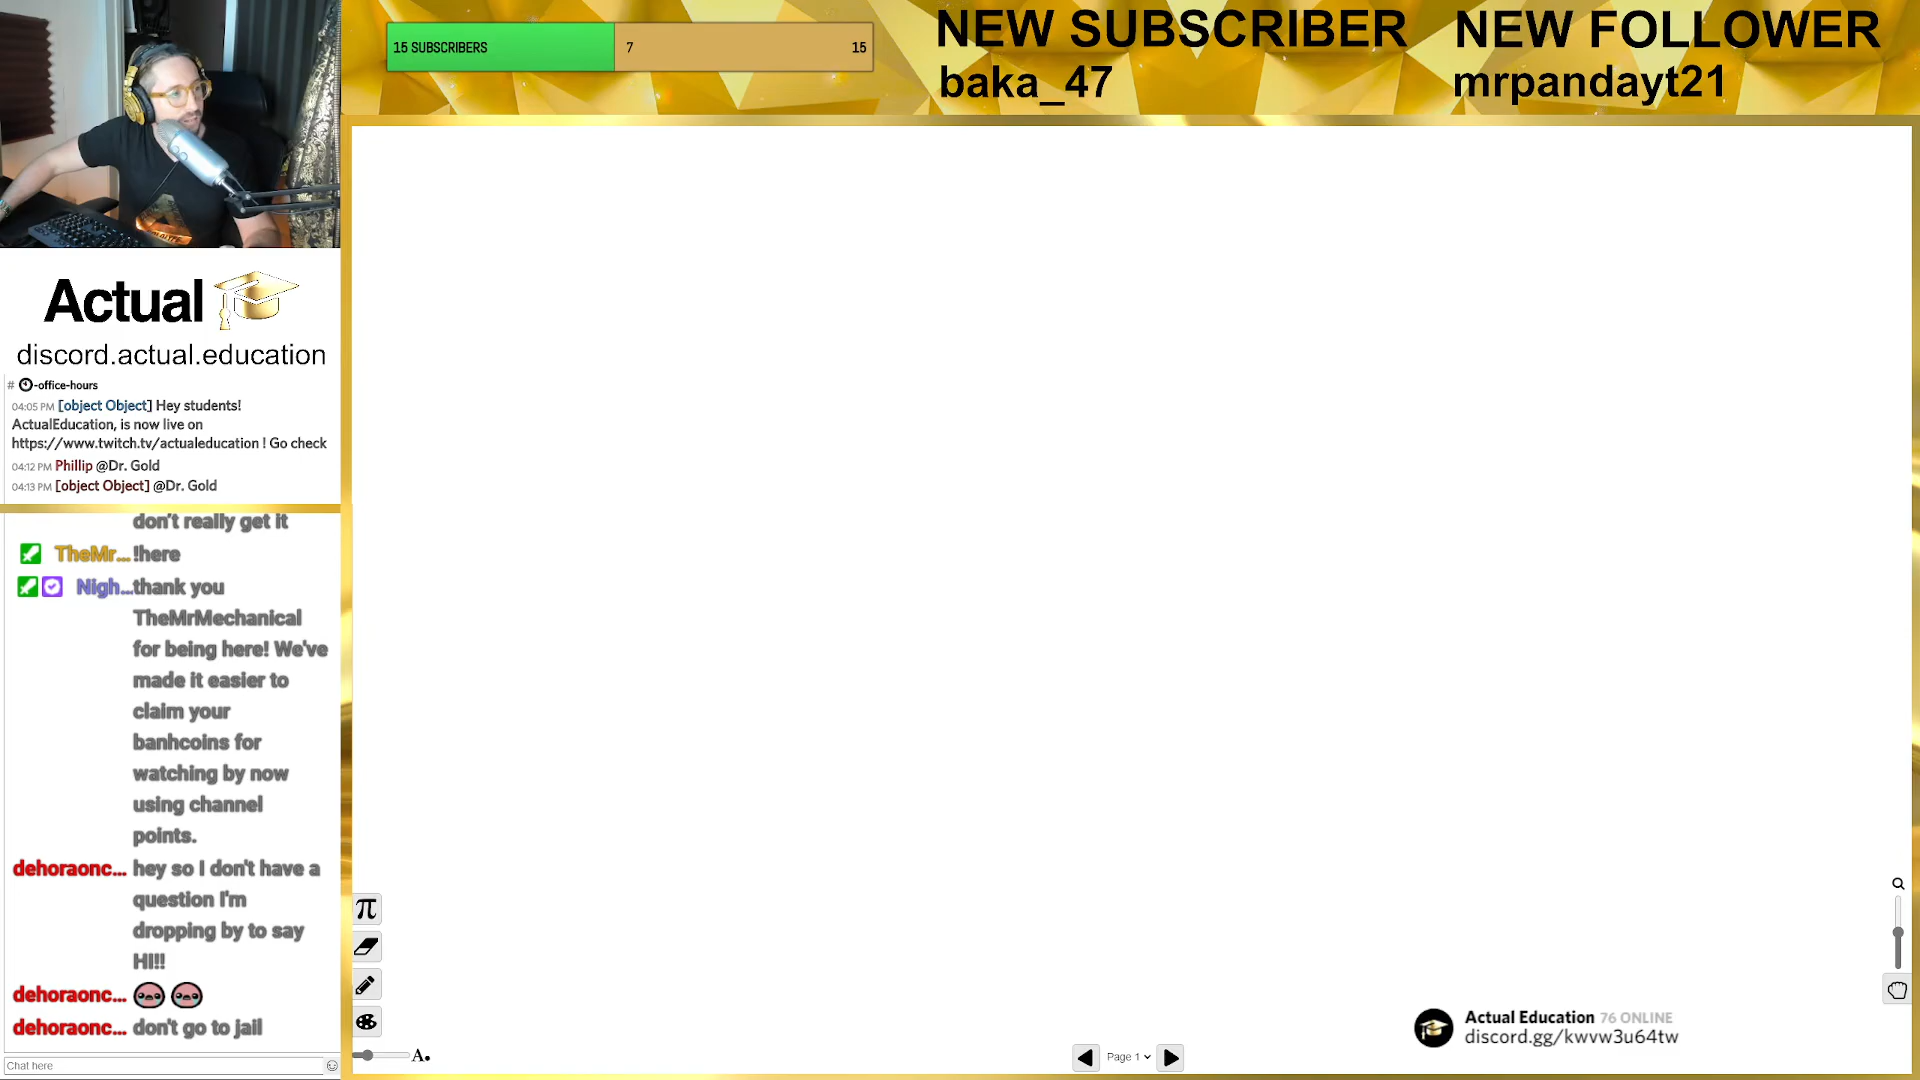 15 SUBSCRIBERS
7
15
NEW SUBSCRIBER
baka_47
NEW FOLLOWER
mrpandayt21
Actual
discord.actual.education
# -office-hours
04:05 PM [object Object] Hey students!
ActualEducation, is now live on
https://www.twitch.tv/actualeducation ! Go check
04:12 PM Phillip @Dr. Gold
04:13 PM [object Object] @Dr. Gold
don't really get it
TheMr... !here
Nigh... thank you
TheMrMechanical
for being here! We've
made it easier to
claim your
banhcoins for
watching by now
using channel
points.
dehoraonc... hey so I don't have a
question I'm
dropping by to say
HI!!
dehoraonc...
dehoraonc... don't go to jail
Chat here
π
A.
Page 1
Actual Education 76 ONLINE
discord.gg/kwvw3u64tw